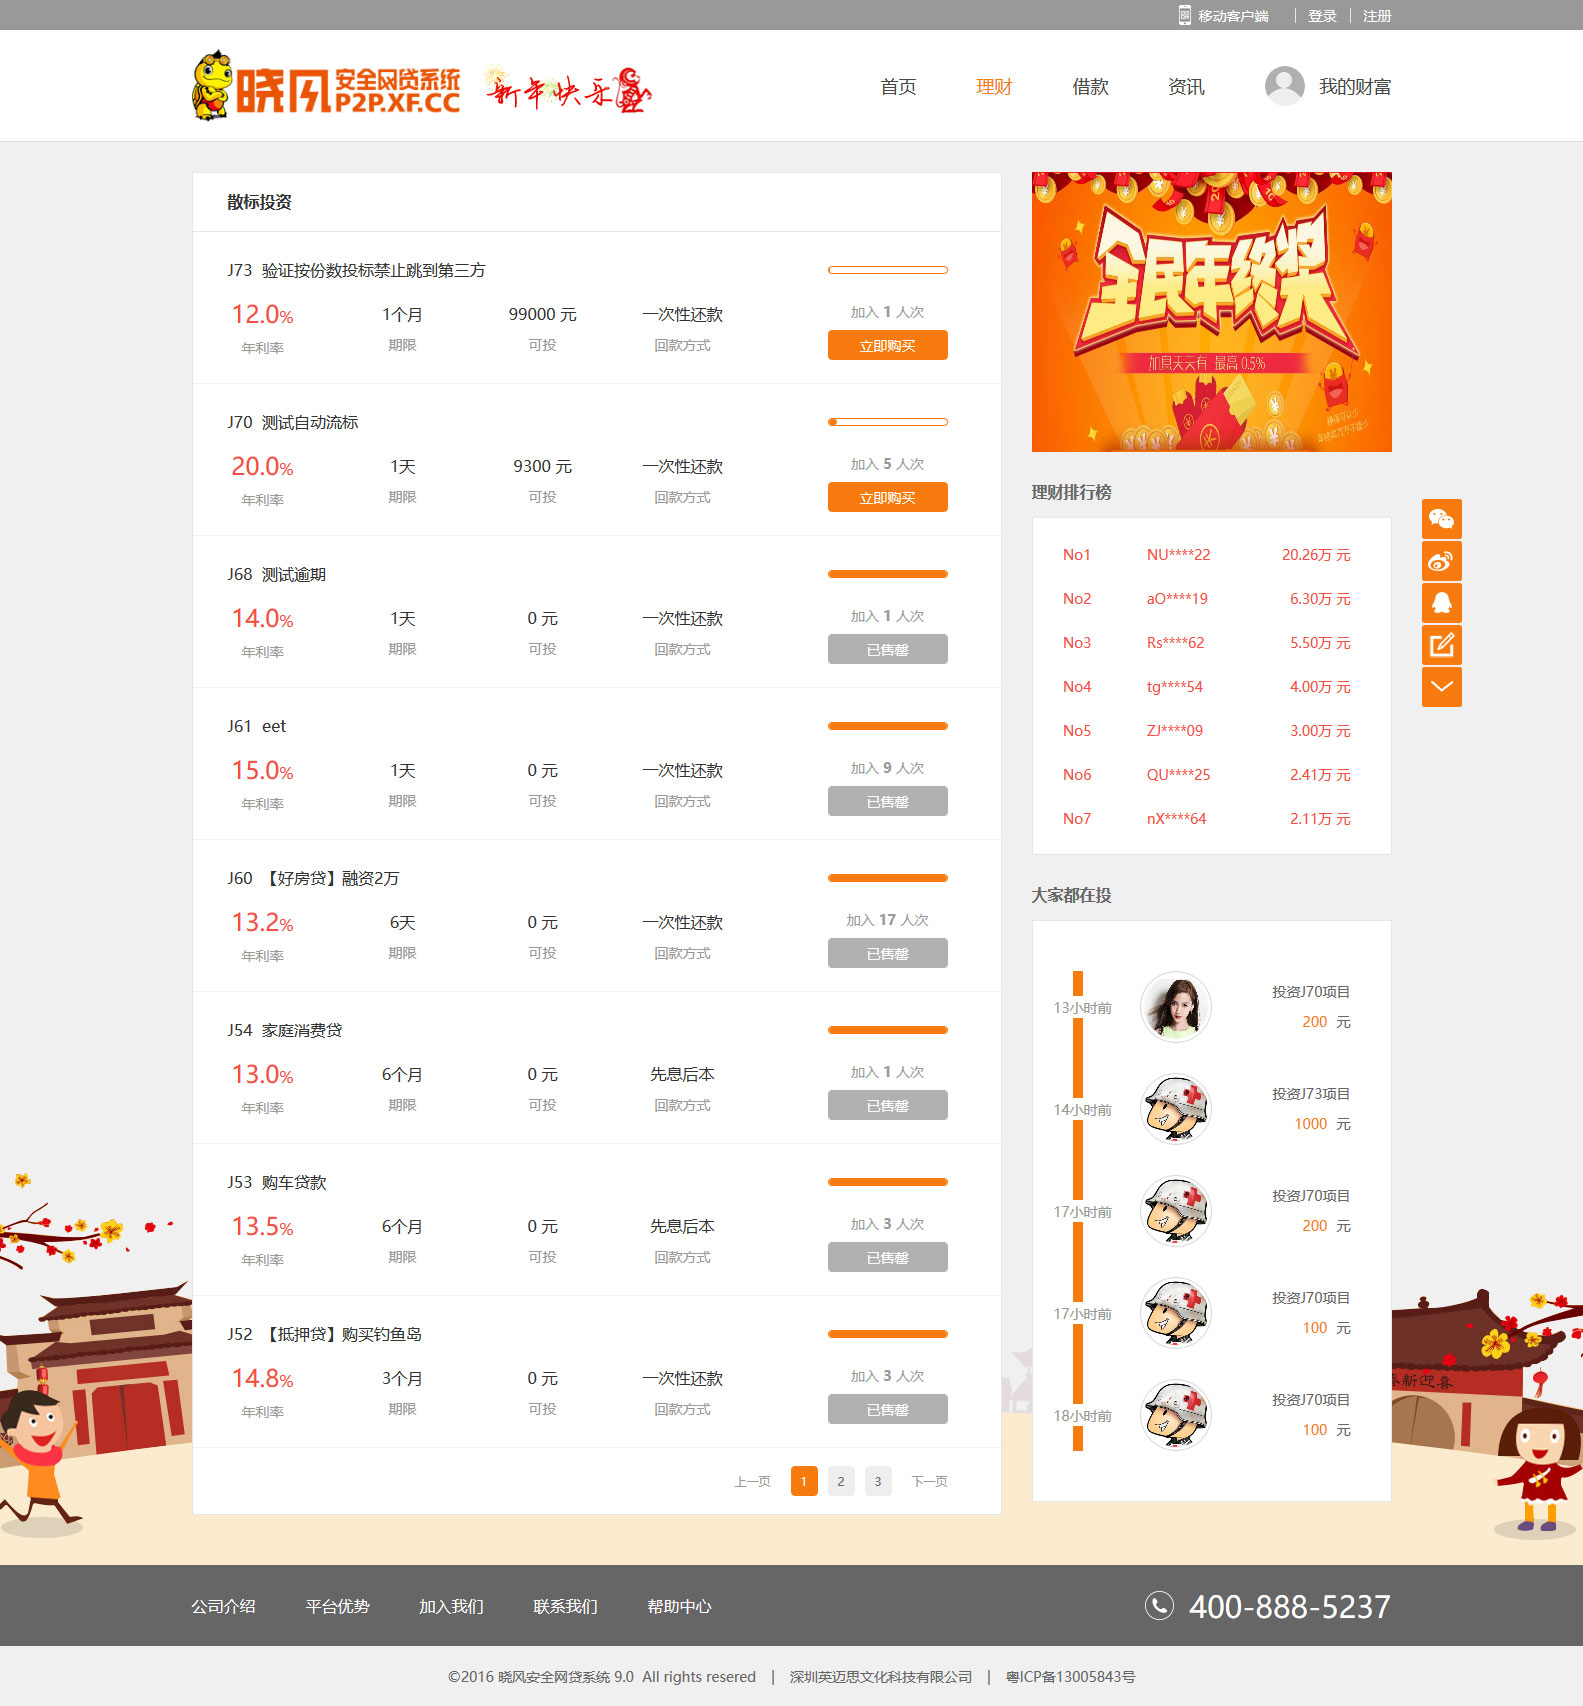 移动客户端 登录 注册
晓风 安全网贷系统
P2P.XF.CC
新年快乐
首页 理财 借款 资讯 我的财富
散标投资
J73 验证按份数投标禁止跳到第三方
12.0% 1个月 99000 元 一次性还款 加入 1 人次
年利率 期限 可投 回款方式 立即购买
J70 测试自动流标
20.0% 1天 9300 元 一次性还款 加入 5 人次
年利率 期限 可投 回款方式 立即购买
J68 测试逾期
14.0% 1天 0 元 一次性还款 加入 1 人次
年利率 期限 可投 回款方式 已售罄
J61 eet
15.0% 1天 0 元 一次性还款 加入 9 人次
年利率 期限 可投 回款方式 已售罄
J60 【好房贷】融资2万
13.2% 6天 0 元 一次性还款 加入 17 人次
年利率 期限 可投 回款方式 已售罄
J54 家庭消费贷
13.0% 6个月 0 元 先息后本 加入 1 人次
年利率 期限 可投 回款方式 已售罄
J53 购车贷款
13.5% 6个月 0 元 先息后本 加入 3 人次
年利率 期限 可投 回款方式 已售罄
J52 【抵押贷】购买钓鱼岛
14.8% 3个月 0 元 一次性还款 加入 3 人次
年利率 期限 可投 回款方式 已售罄
上一页 1 2 3 下一页
全民年终奖
加息天天有 最高 0.5%
理财排行榜
No1 NU****22 20.26万 元
No2 aO****19 6.30万 元
No3 Rs****62 5.50万 元
No4 tg****54 4.00万 元
No5 ZJ****09 3.00万 元
No6 QU****25 2.41万 元
No7 nX****64 2.11万 元
大家都在投
13小时前 投资J70项目
200 元
14小时前 投资J73项目
1000 元
17小时前 投资J70项目
200 元
17小时前 投资J70项目
100 元
18小时前 投资J70项目
100 元
新迎喜
公司介绍 平台优势 加入我们 联系我们 帮助中心 400-888-5237
©2016 晓风安全网贷系统 9.0 All rights resered | 深圳英迈思文化科技有限公司 | 粤ICP备13005843号